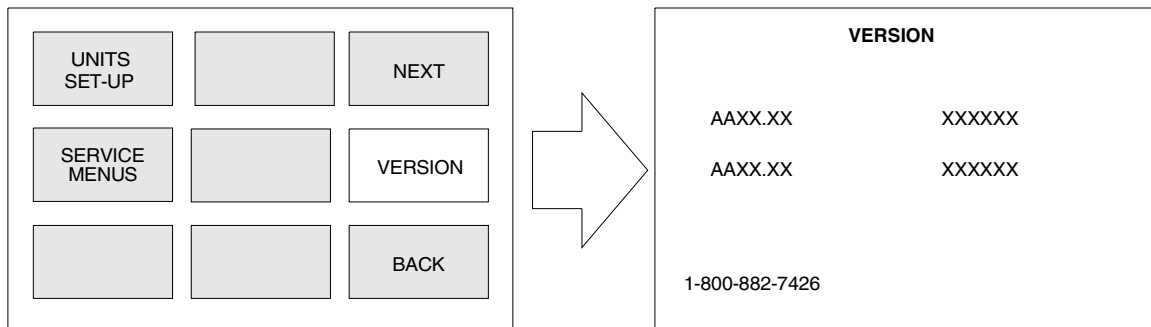 UNITS
SET-UP
NEXT
SERVICE
MENUS
VERSION
BACK
VERSION
AAXX.XX XXXXXX
AAXX.XX XXXXXX
1-800-882-7426